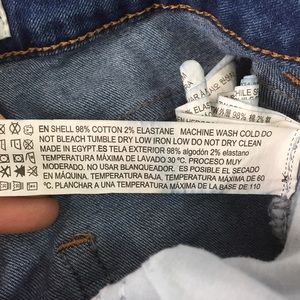 EN SHELL 98% COTTON 2% ELASTANE MACHINE WASH COLD DO
NOT BLEACH TUMBLE DRY LOW IRON LOW DO NOT DRY CLEAN
MADE IN EGYPT.ES TELA EXTERIOR 98% algodón 2% elastano
TEMPERATURA MÁXIMA DE LAVADO 30 ºC. PROCESO MUY
MODERADO. NO USAR BLANQUEADOR. ES POSIBLE EL SECADO
EN MÁQUINA, TEMPERATURA BAJA, TEMPERATURA MÁXIMA DE 60
ºC. PLANCHAR A UNA TEMPERATURA MÁXIMA DE LA BASE DE 110